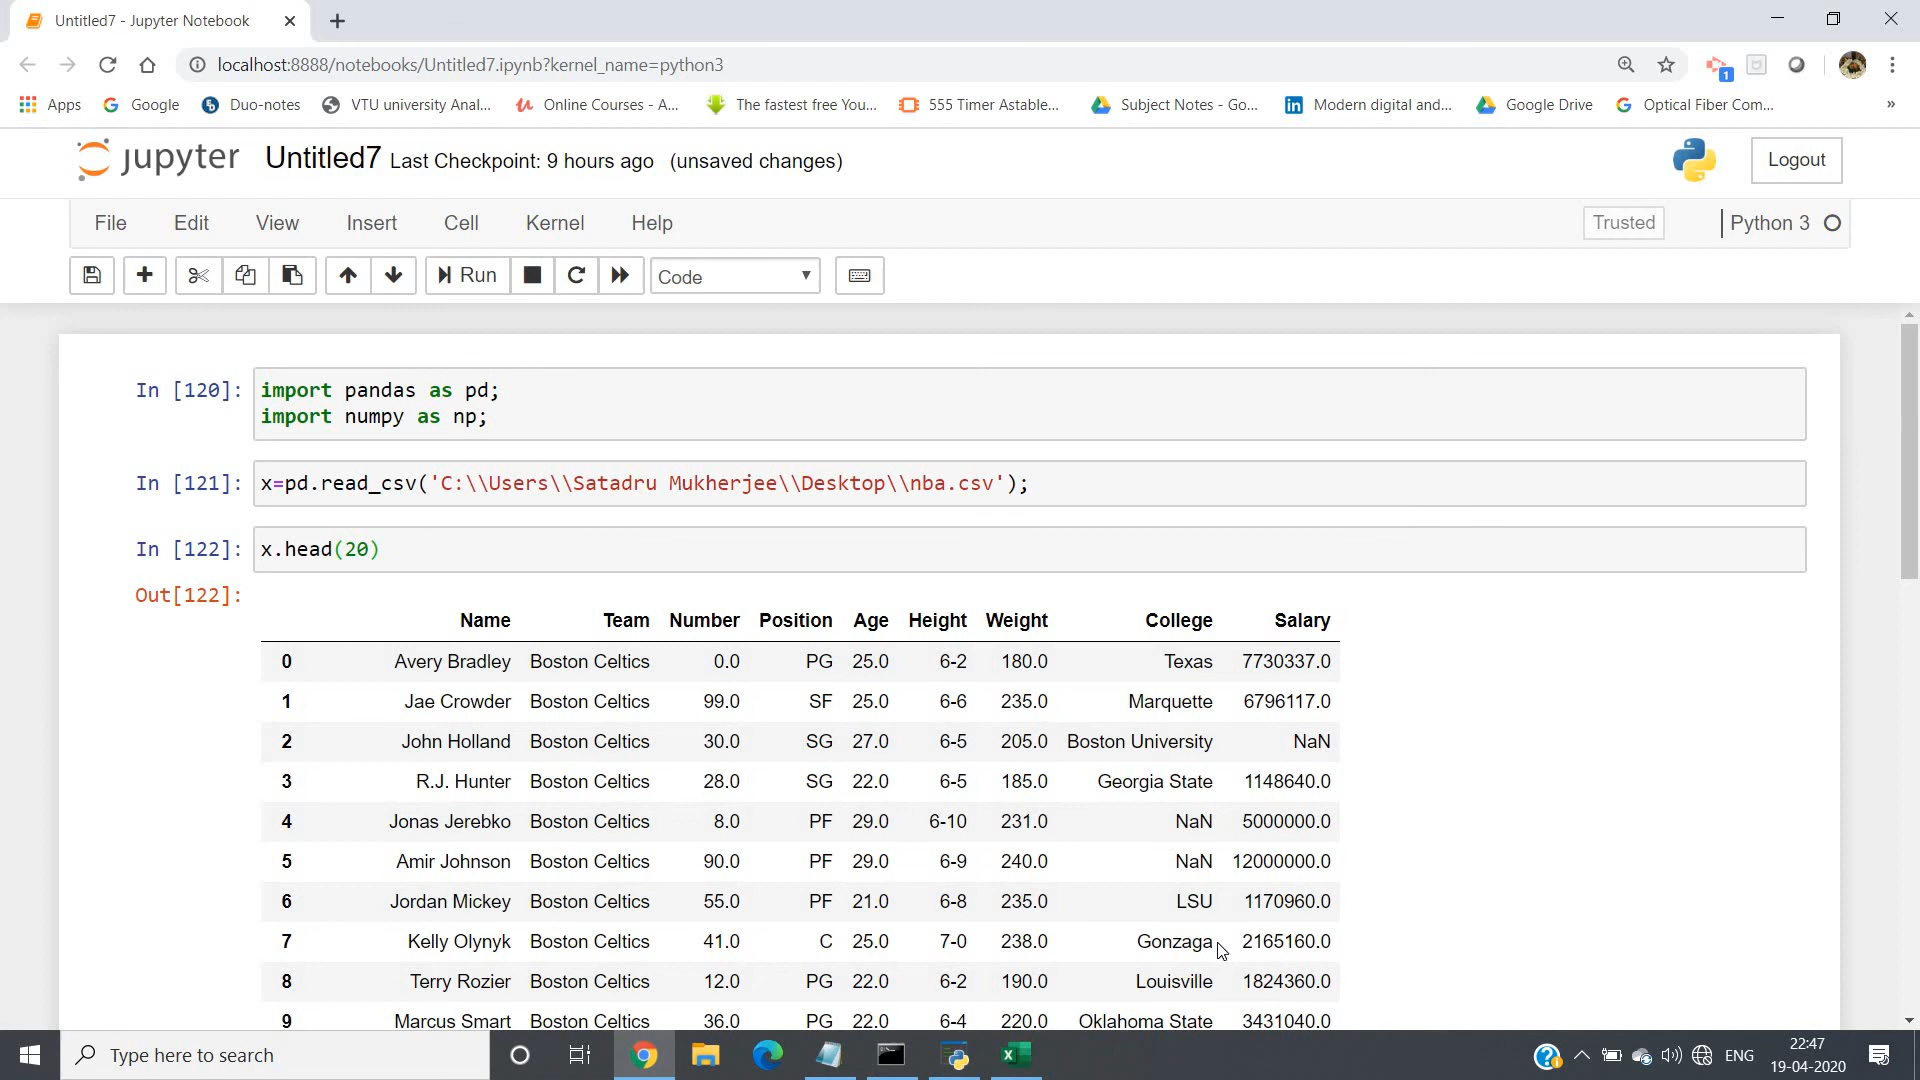 Untitled7 - Jupyter Notebook
localhost:8888/notebooks/Untitled7.ipynb?kernel_name=python3
1
Apps Google Duo-notes VTU university Anal... Online Courses - A... The fastest free You... 555 Timer Astable... Subject Notes - Go... Modern digital and... Google Drive Optical Fiber Com... »
jupyter Untitled7 Last Checkpoint: 9 hours ago (unsaved changes) Logout
File Edit View Insert Cell Kernel Help Trusted Python 3
Run Code
In [120]: import pandas as pd;
import numpy as np;
In [121]: x=pd.read_csv('C:\\Users\\Satadru Mukherjee\\Desktop\\nba.csv');
In [122]: x.head(20)
Out[122]:
Name Team Number Position Age Height Weight College Salary
0 Avery Bradley Boston Celtics 0.0 PG 25.0 6-2 180.0 Texas 7730337.0
1 Jae Crowder Boston Celtics 99.0 SF 25.0 6-6 235.0 Marquette 6796117.0
2 John Holland Boston Celtics 30.0 SG 27.0 6-5 205.0 Boston University NaN
3 R.J. Hunter Boston Celtics 28.0 SG 22.0 6-5 185.0 Georgia State 1148640.0
4 Jonas Jerebko Boston Celtics 8.0 PF 29.0 6-10 231.0 NaN 5000000.0
5 Amir Johnson Boston Celtics 90.0 PF 29.0 6-9 240.0 NaN 12000000.0
6 Jordan Mickey Boston Celtics 55.0 PF 21.0 6-8 235.0 LSU 1170960.0
7 Kelly Olynyk Boston Celtics 41.0 C 25.0 7-0 238.0 Gonzaga 2165160.0
8 Terry Rozier Boston Celtics 12.0 PG 22.0 6-2 190.0 Louisville 1824360.0
9 Marcus Smart Boston Celtics 36.0 PG 22.0 6-4 220.0 Oklahoma State 3431040.0
Type here to search
ENG
22:47
19-04-2020